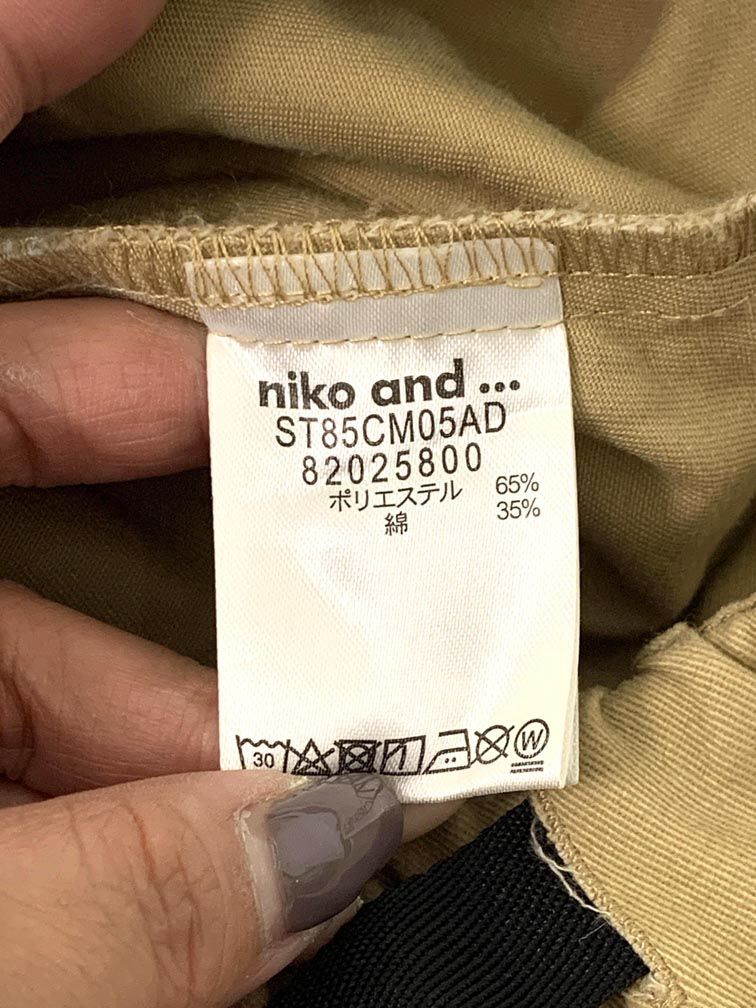 niko and ...
ST85CM05AD
82025800
ポリエステル 65%
綿 35%
30
W